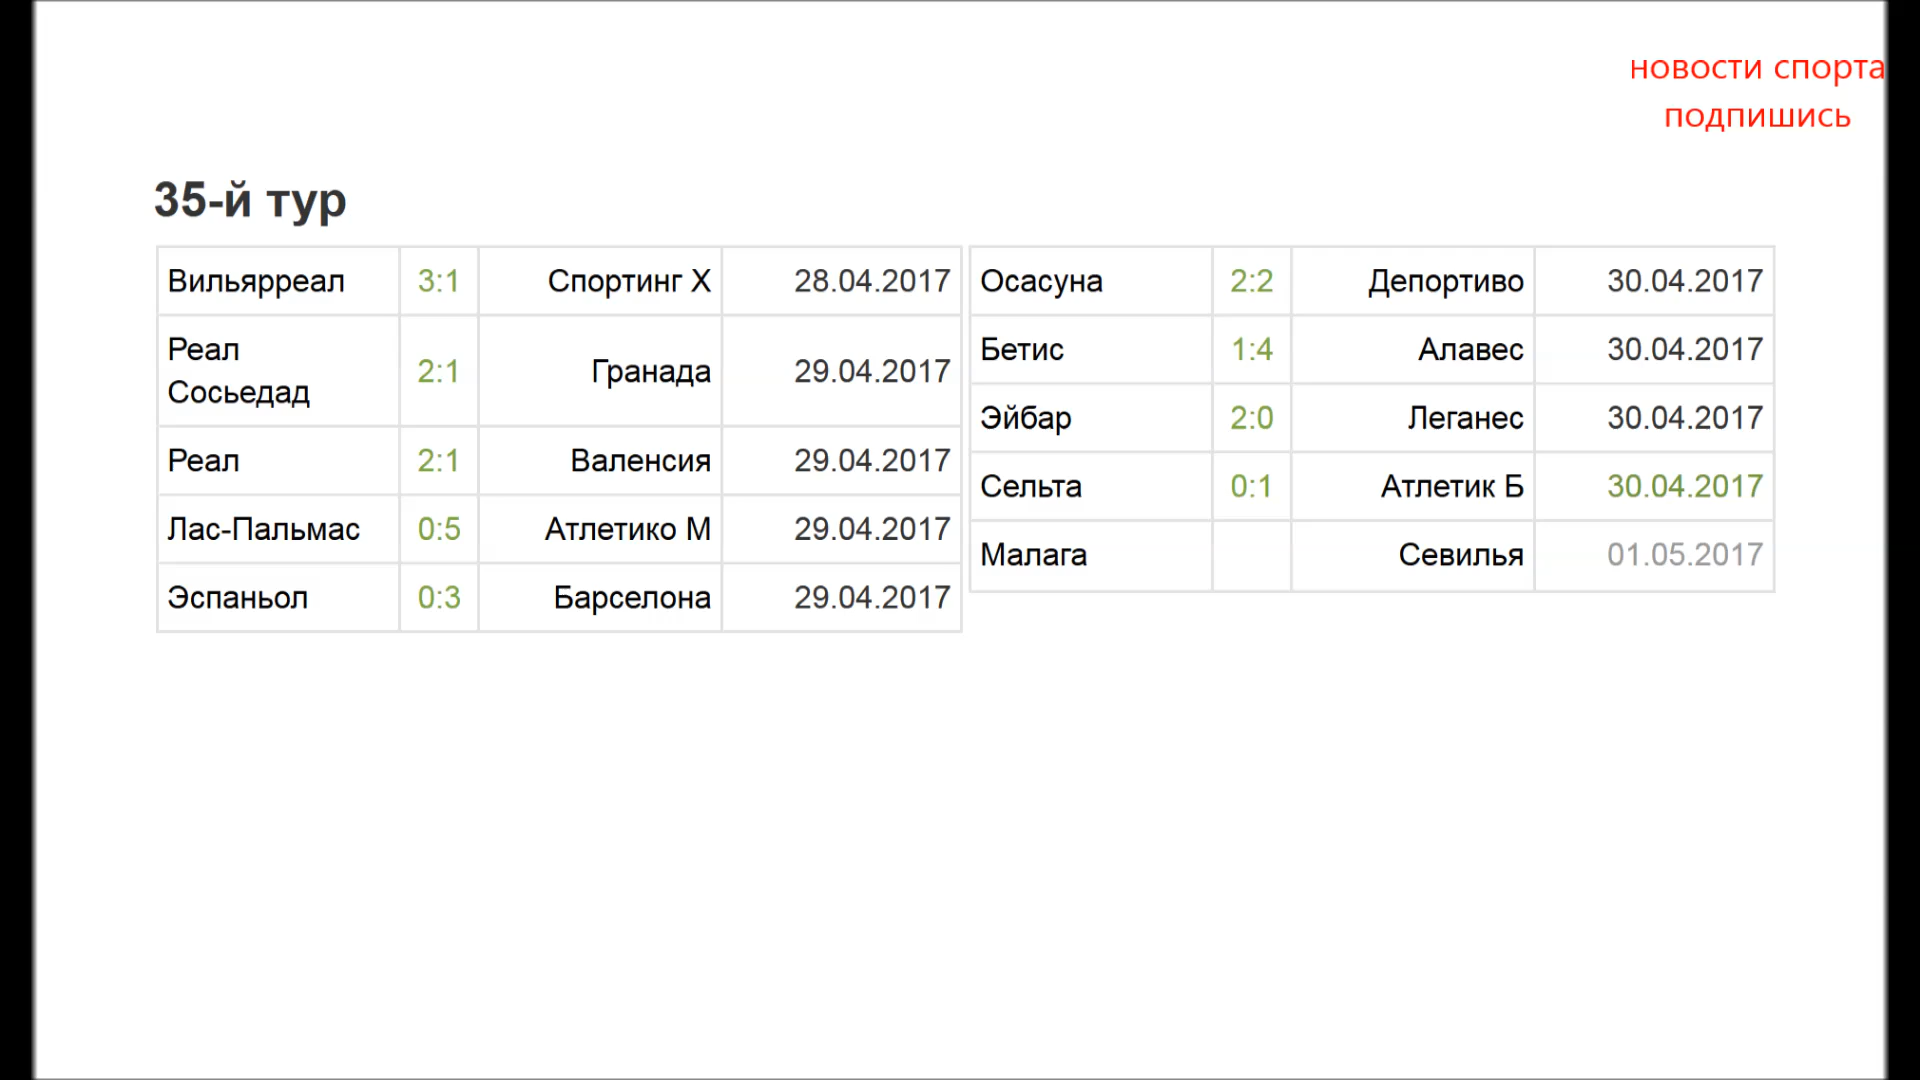 новости спорта
подпишись
35-й тур
Вильярреал 3:1 Спортинг Х 28.04.2017
Реал
Сосьедад 2:1 Гранада 29.04.2017
Реал 2:1 Валенсия 29.04.2017
Лас-Пальмас 0:5 Атлетико М 29.04.2017
Эспаньол 0:3 Барселона 29.04.2017
Осасуна 2:2 Депортиво 30.04.2017
Бетис 1:4 Алавес 30.04.2017
Эйбар 2:0 Леганес 30.04.2017
Сельта 0:1 Атлетик Б 30.04.2017
Малага Севилья 01.05.2017